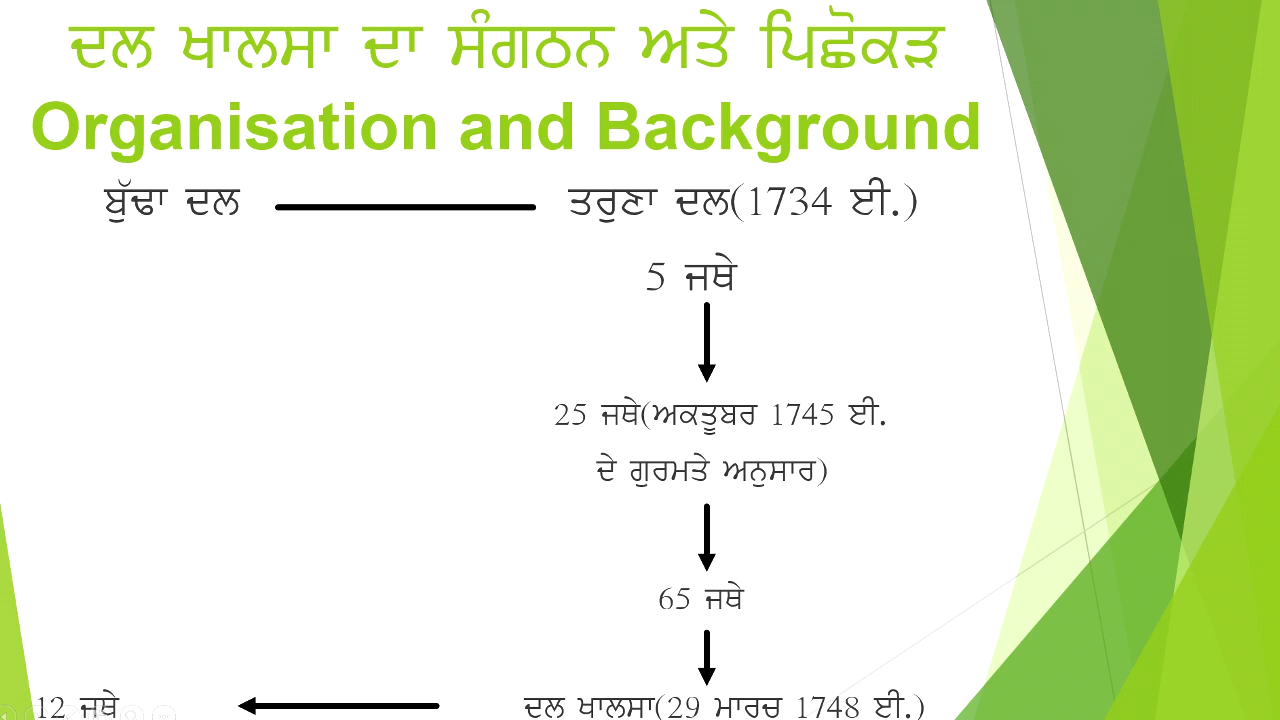 ਦਲ ਖਾਲਸਾ ਦਾ ਸੰਗਠਨ ਅਤੇ ਪਿਛੋਕੜ
Organisation and Background
ਬੁੱਢਾ ਦਲ ਤਰੁਣਾ ਦਲ(1734 ਈ.)
5 ਜਥੇ
25 ਜਥੇ(ਅਕਤੂਬਰ 1745 ਈ.
ਦੇ ਗੁਰਮਤੇ ਅਨੁਸਾਰ)
65 ਜਥੇ
12 ਜਥੇ ਦਲ ਖਾਲਸਾ(29 ਮਾਰਚ 1748 ਈ.)